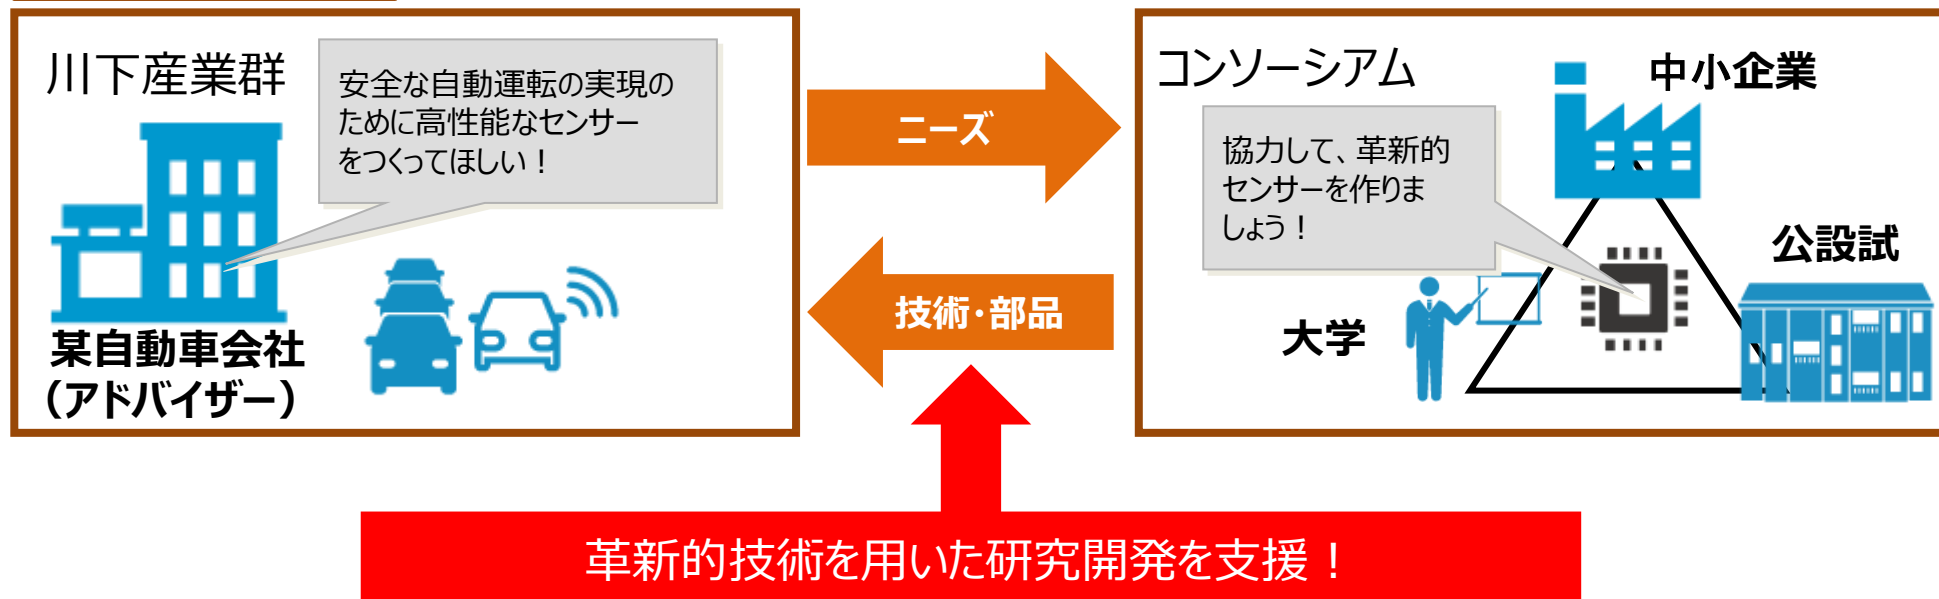 川下産業群
安全な自動運転の実現の
ために高性能なセンサー
をつくってほしい！
某自動車会社
（アドバイザー）
ニーズ
技術・部品
コンソーシアム
中小企業
協力して、革新的
センサーを作りま
しょう！
公設試
大学
革新的技術を用いた研究開発を支援！